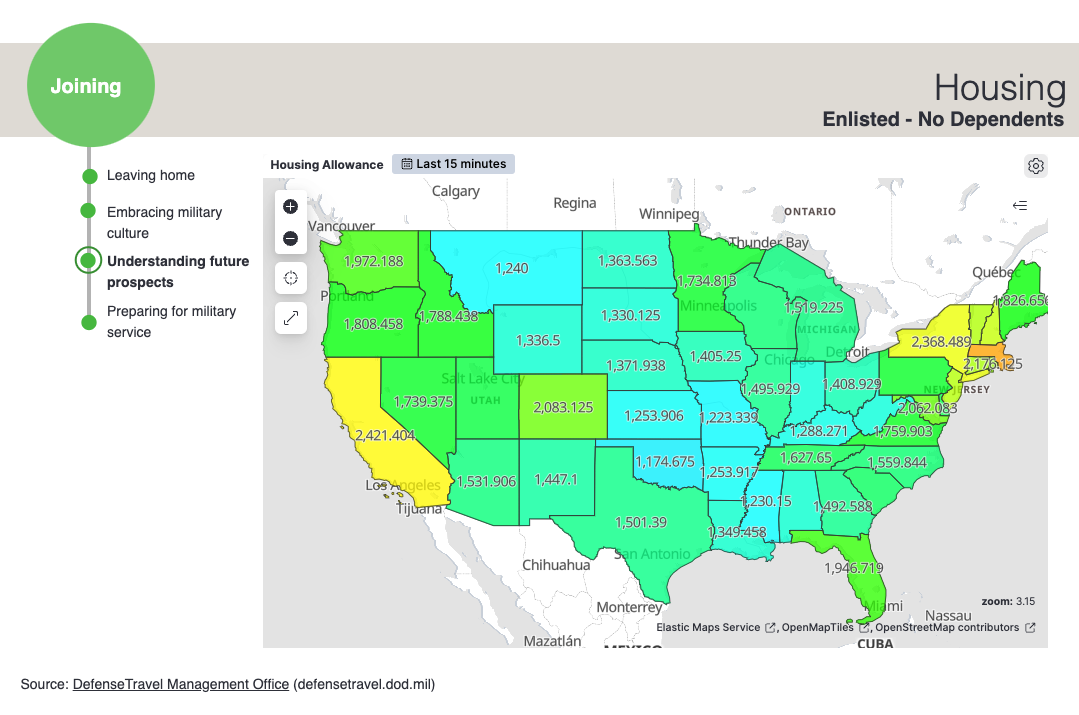 Joining
Housing
Enlisted - No Dependents
Leaving home
Embracing military
culture
Understanding future
prospects
Preparing for military
service
Housing Allowance
Last 15 minutes
Calgary
Regina
Winnipeg
ONTARIO
Vancouver
Thunder Bay
Québec
1,972.188
1,240
1,363.563
1,734.813
1,826.656
Portland
1,808.458
1,788.438
1,330.125
Minneapolis
1,519.225
MICHIGAN
1,336.5
2,368.489
1,405.25
Chicago
Detroit
1,371.938
2,176.125
Salt Lake City
UTAH
1,495.929
1,408.929
NEW JERSEY
1,739.375
2,083.125
1,253.906
1,223.339
2,062.083
2,421.404
1,288.271
1,759.903
1,174.675
1,253.917
1,627.65
1,559.844
Los Angeles
1,531.906
1,447.1
Tijuana
1,230.15
1,492.588
1,501.39
1,349.458
San Antonio
Chihuahua
1,946.719
Monterrey
Miami
Nassau
zoom: 3.15
Elastic Maps Service , OpenMapTiles , OpenStreetMap contributors
Mazatlán
MEXICO
CUBA
Source: DefenseTravel Management Office (defensetravel.dod.mil)